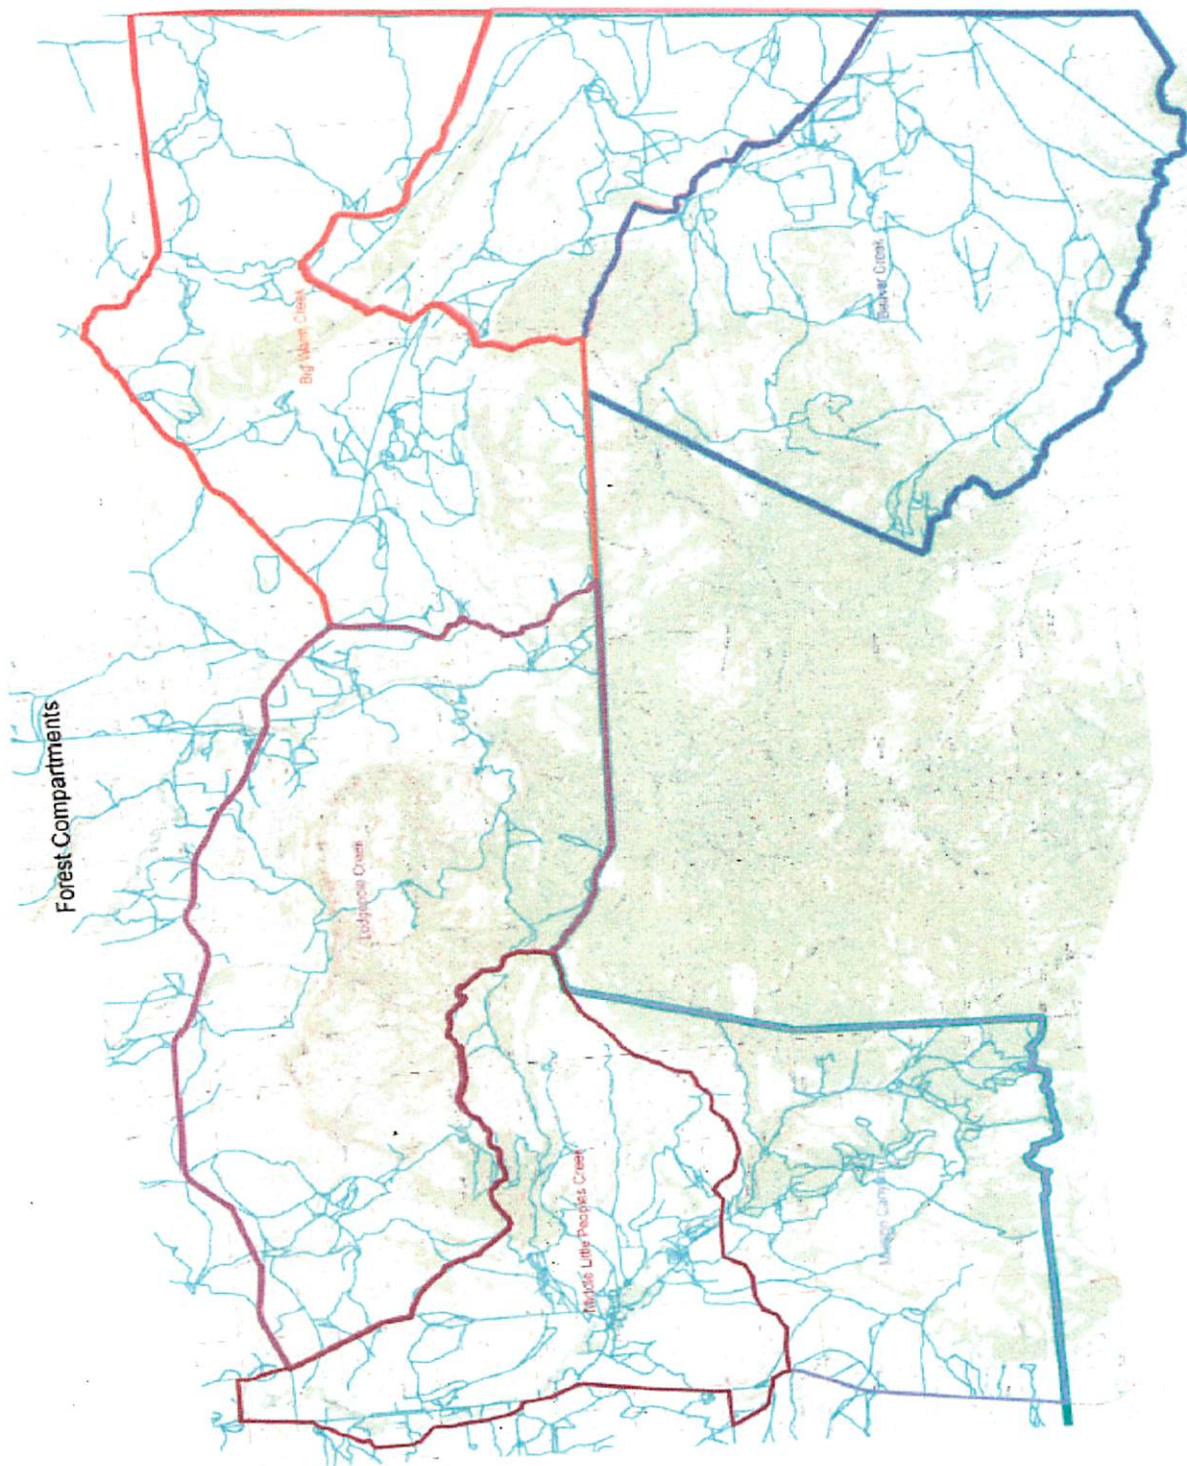 Forest Compartments
Big Warm Creek
Beaver Creek
Lodgepole Creek
Middle Little Peoples Creek